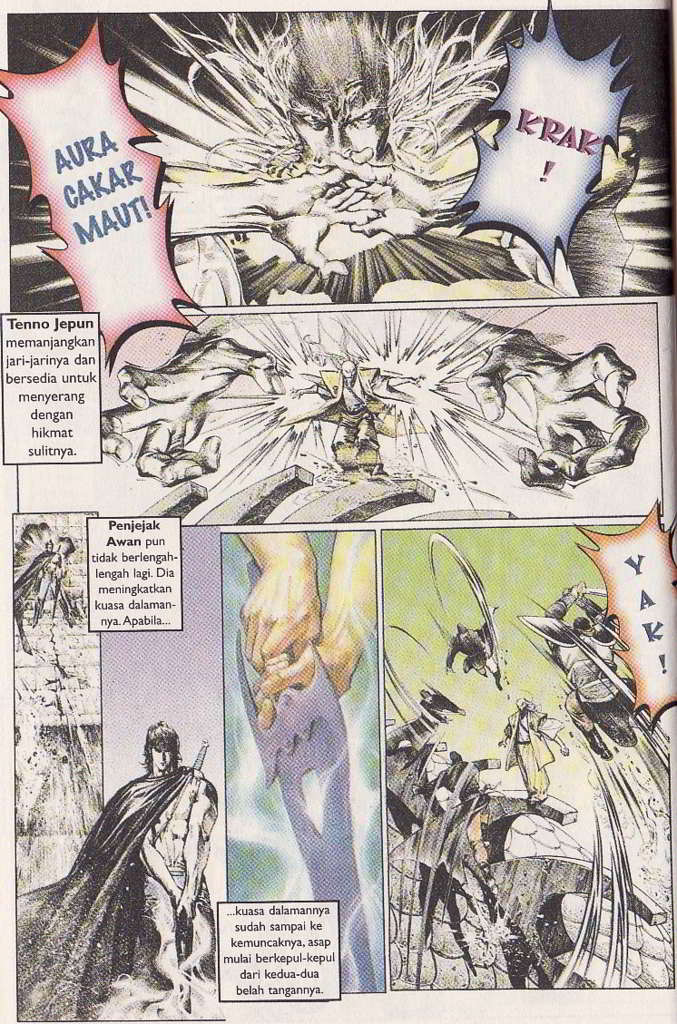 AURA
CAKAR
MAUT!
KRAK
!
Tenno Jepun
memanjangkan
jari-jarinya dan
bersedia untuk
menyerang
dengan
hikmat
sulitnya.
Penjejak
Awan pun
tidak berlengah-
lengah lagi. Dia
meningkatkan
kuasa dalaman-
nya. Apabila...
YAK!
...kuasa dalamannya
sudah sampai ke
kemuncaknya, asap
mulai berkepul-kepul
dari kedua-dua
belah tangannya.